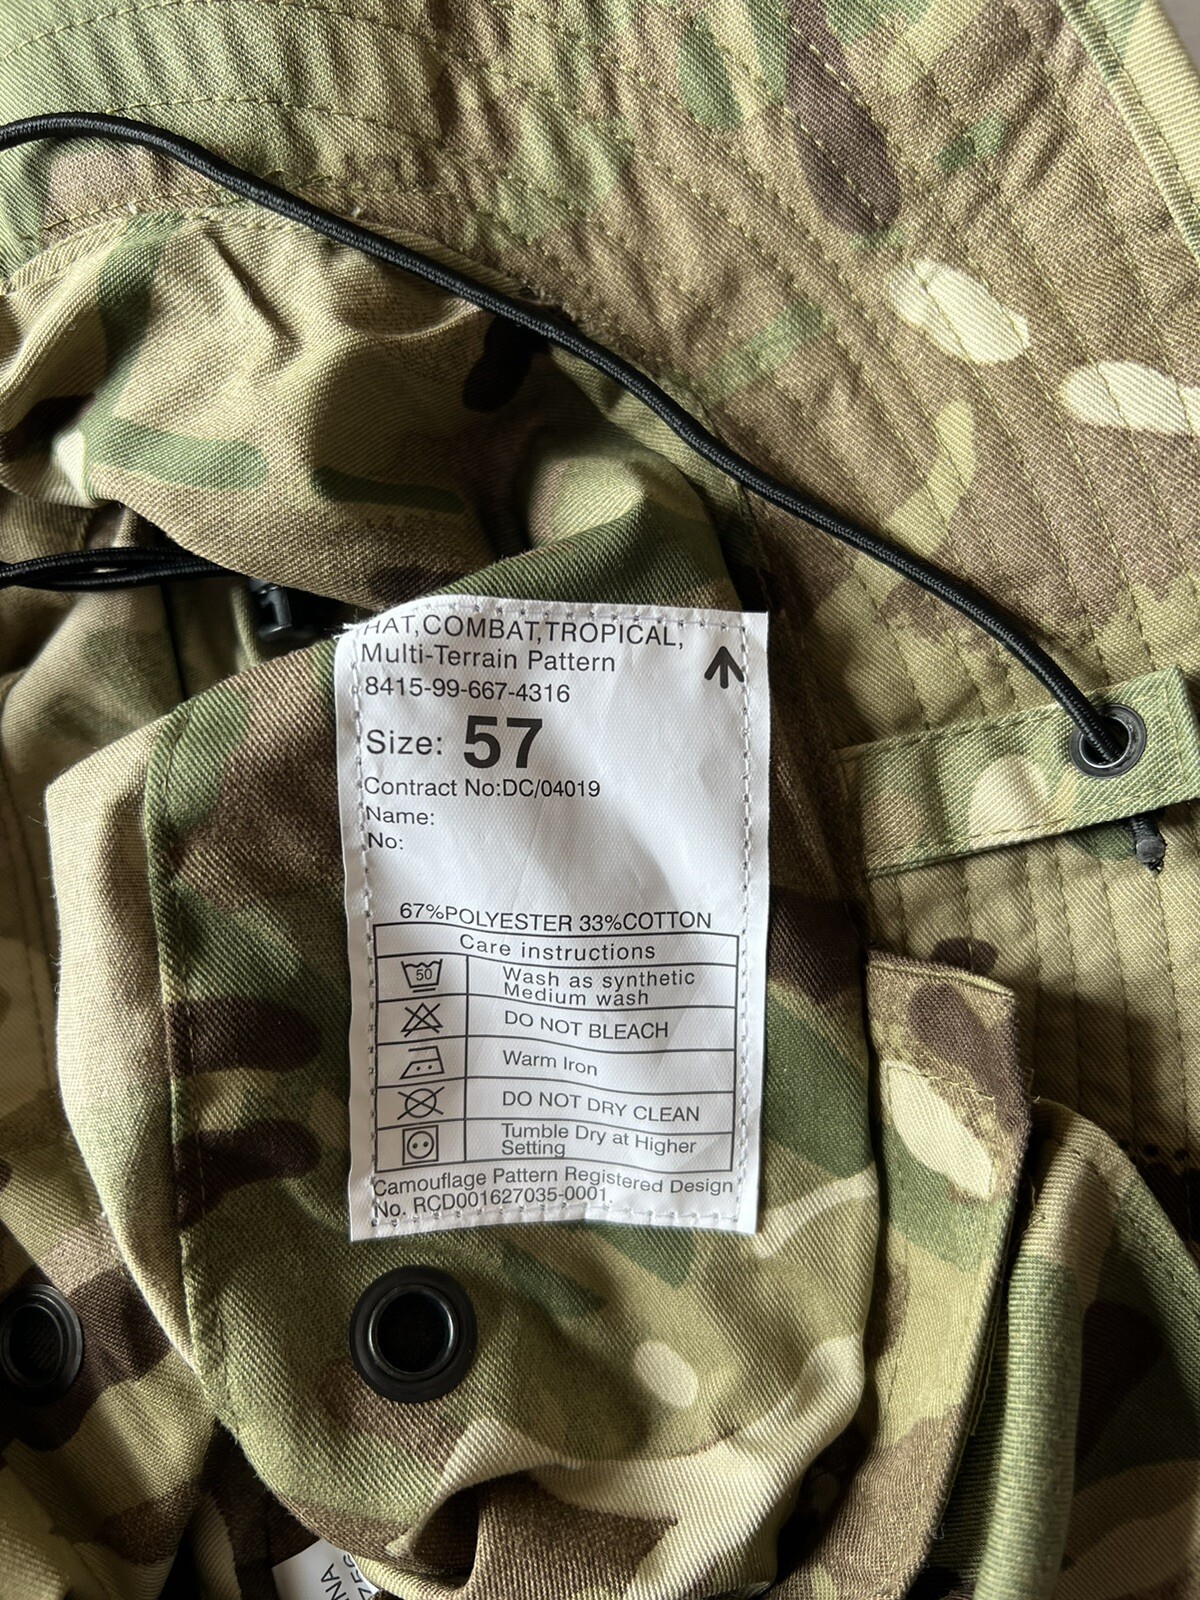 HAT,COMBAT,TROPICAL,
Multi-Terrain Pattern
8415-99-667-4316
Size: 57
Contract No:DC/04019
Name:
No:
67%POLYESTER 33%COTTON
Care instructions
50
Wash as synthetic
Medium wash
DO NOT BLEACH
Warm Iron
DO NOT DRY CLEAN
Tumble Dry at Higher
Setting
Camouflage Pattern Registered Design
No. RCD001627035-0001.